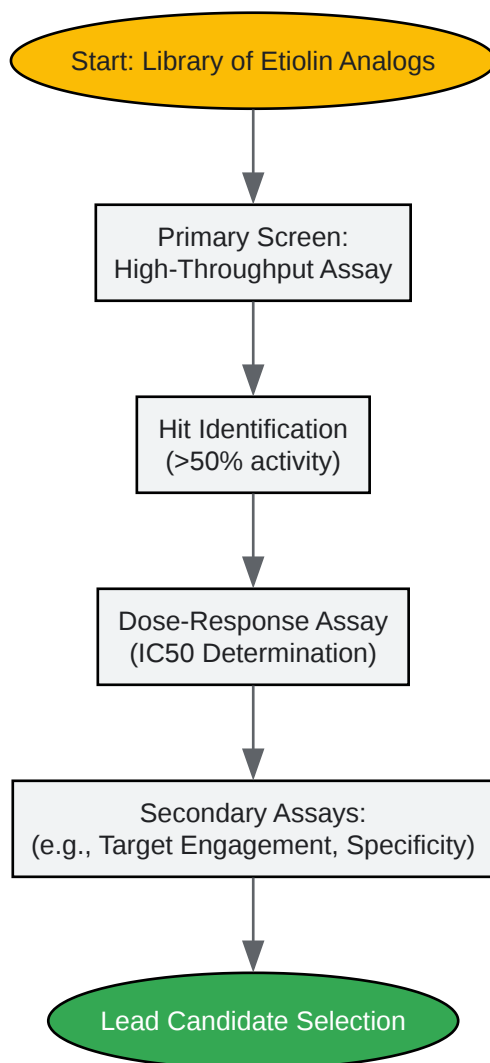 Start: Library of Etiolin Analogs
Primary Screen:
High-Throughput Assay
Hit Identification
(>50% activity)
Dose-Response Assay
(IC50 Determination)
Secondary Assays:
(e.g., Target Engagement, Specificity)
Lead Candidate Selection